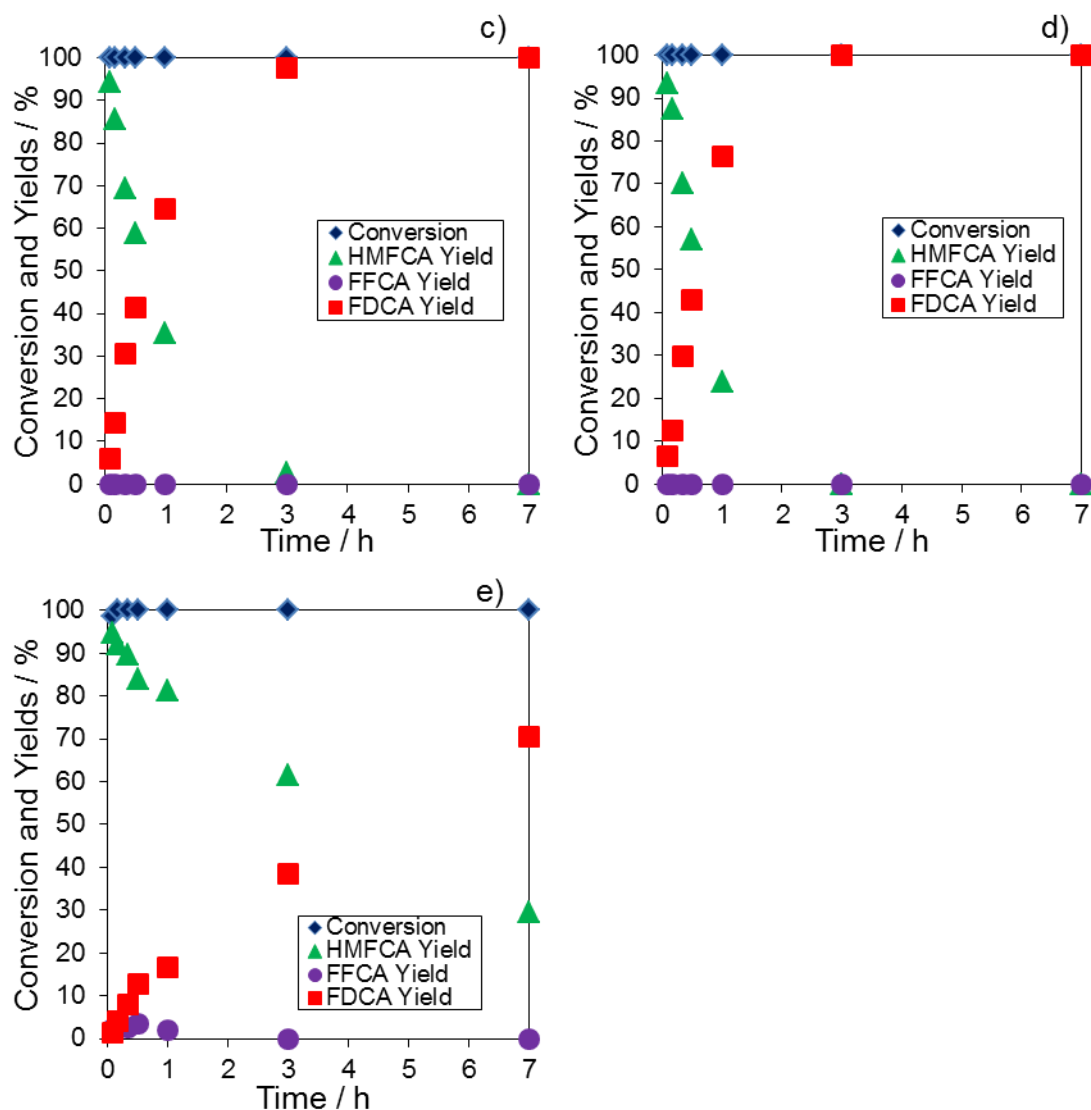 c)
Conversion and Yields / %
100
90
80
70
60
50
40
30
20
10
0
Conversion
HMFCA Yield
FFCA Yield
FDCA Yield
0 1 2 3 4 5 6 7
Time / h
d)
Conversion and Yields / %
100
90
80
70
60
50
40
30
20
10
0
Conversion
HMFCA Yield
FFCA Yield
FDCA Yield
0 1 2 3 4 5 6 7
Time / h
e)
Conversion and Yields / %
100
90
80
70
60
50
40
30
20
10
0
Conversion
HMFCA Yield
FFCA Yield
FDCA Yield
0 1 2 3 4 5 6 7
Time / h